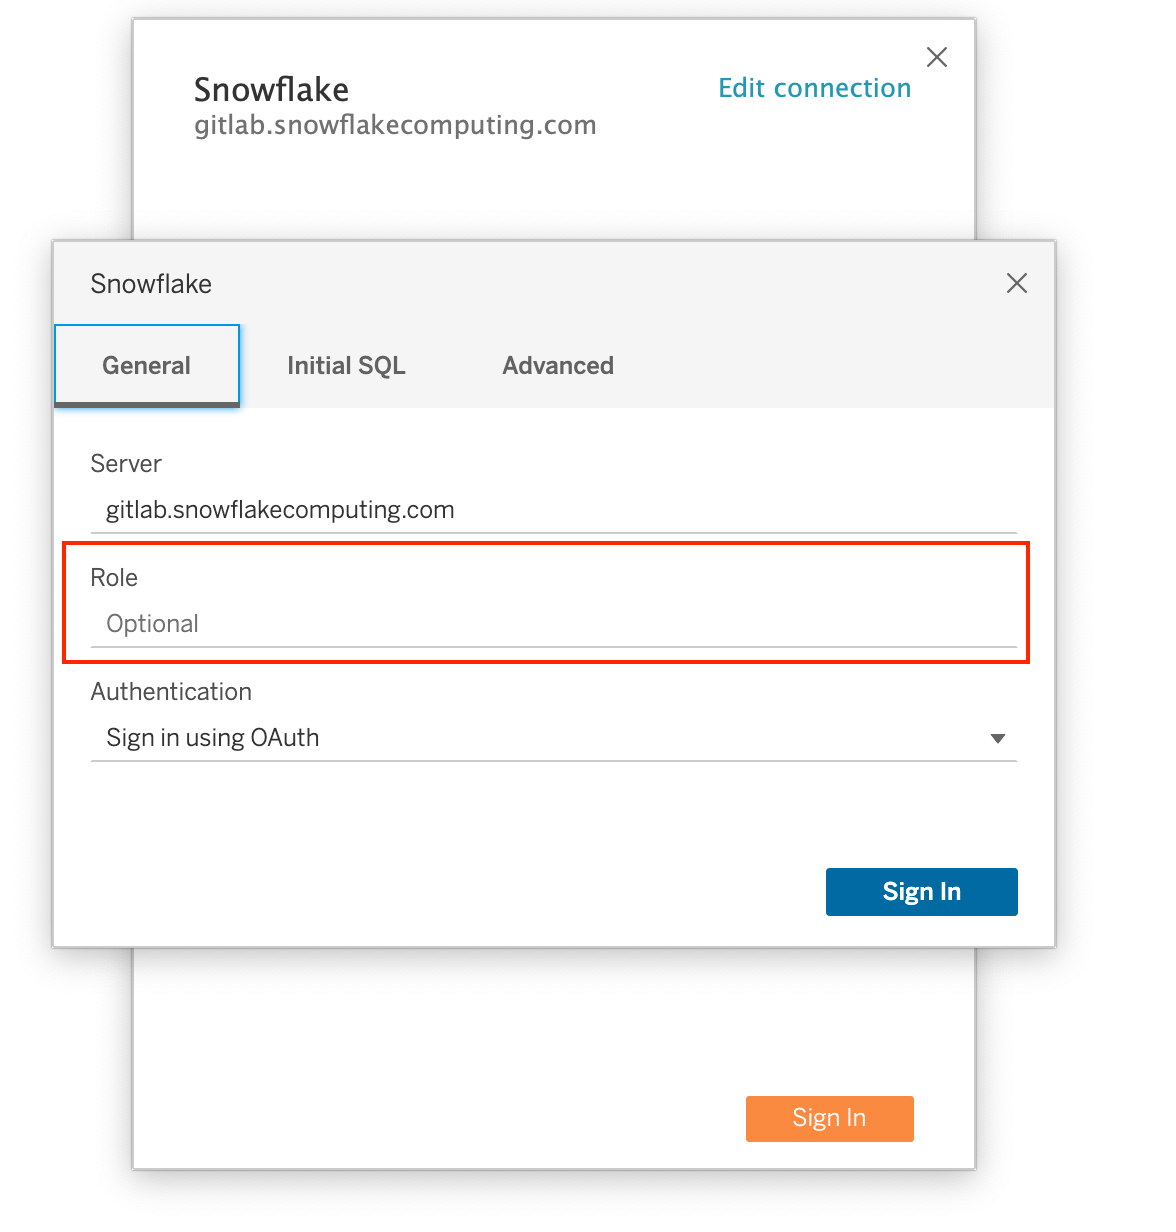 Snowflake
Edit connection
gitlab.snowflakecomputing.com
Snowflake
General Initial SQL Advanced
Server
gitlab.snowflakecomputing.com
Role
Optional
Authentication
Sign in using OAuth
Sign In
Sign In